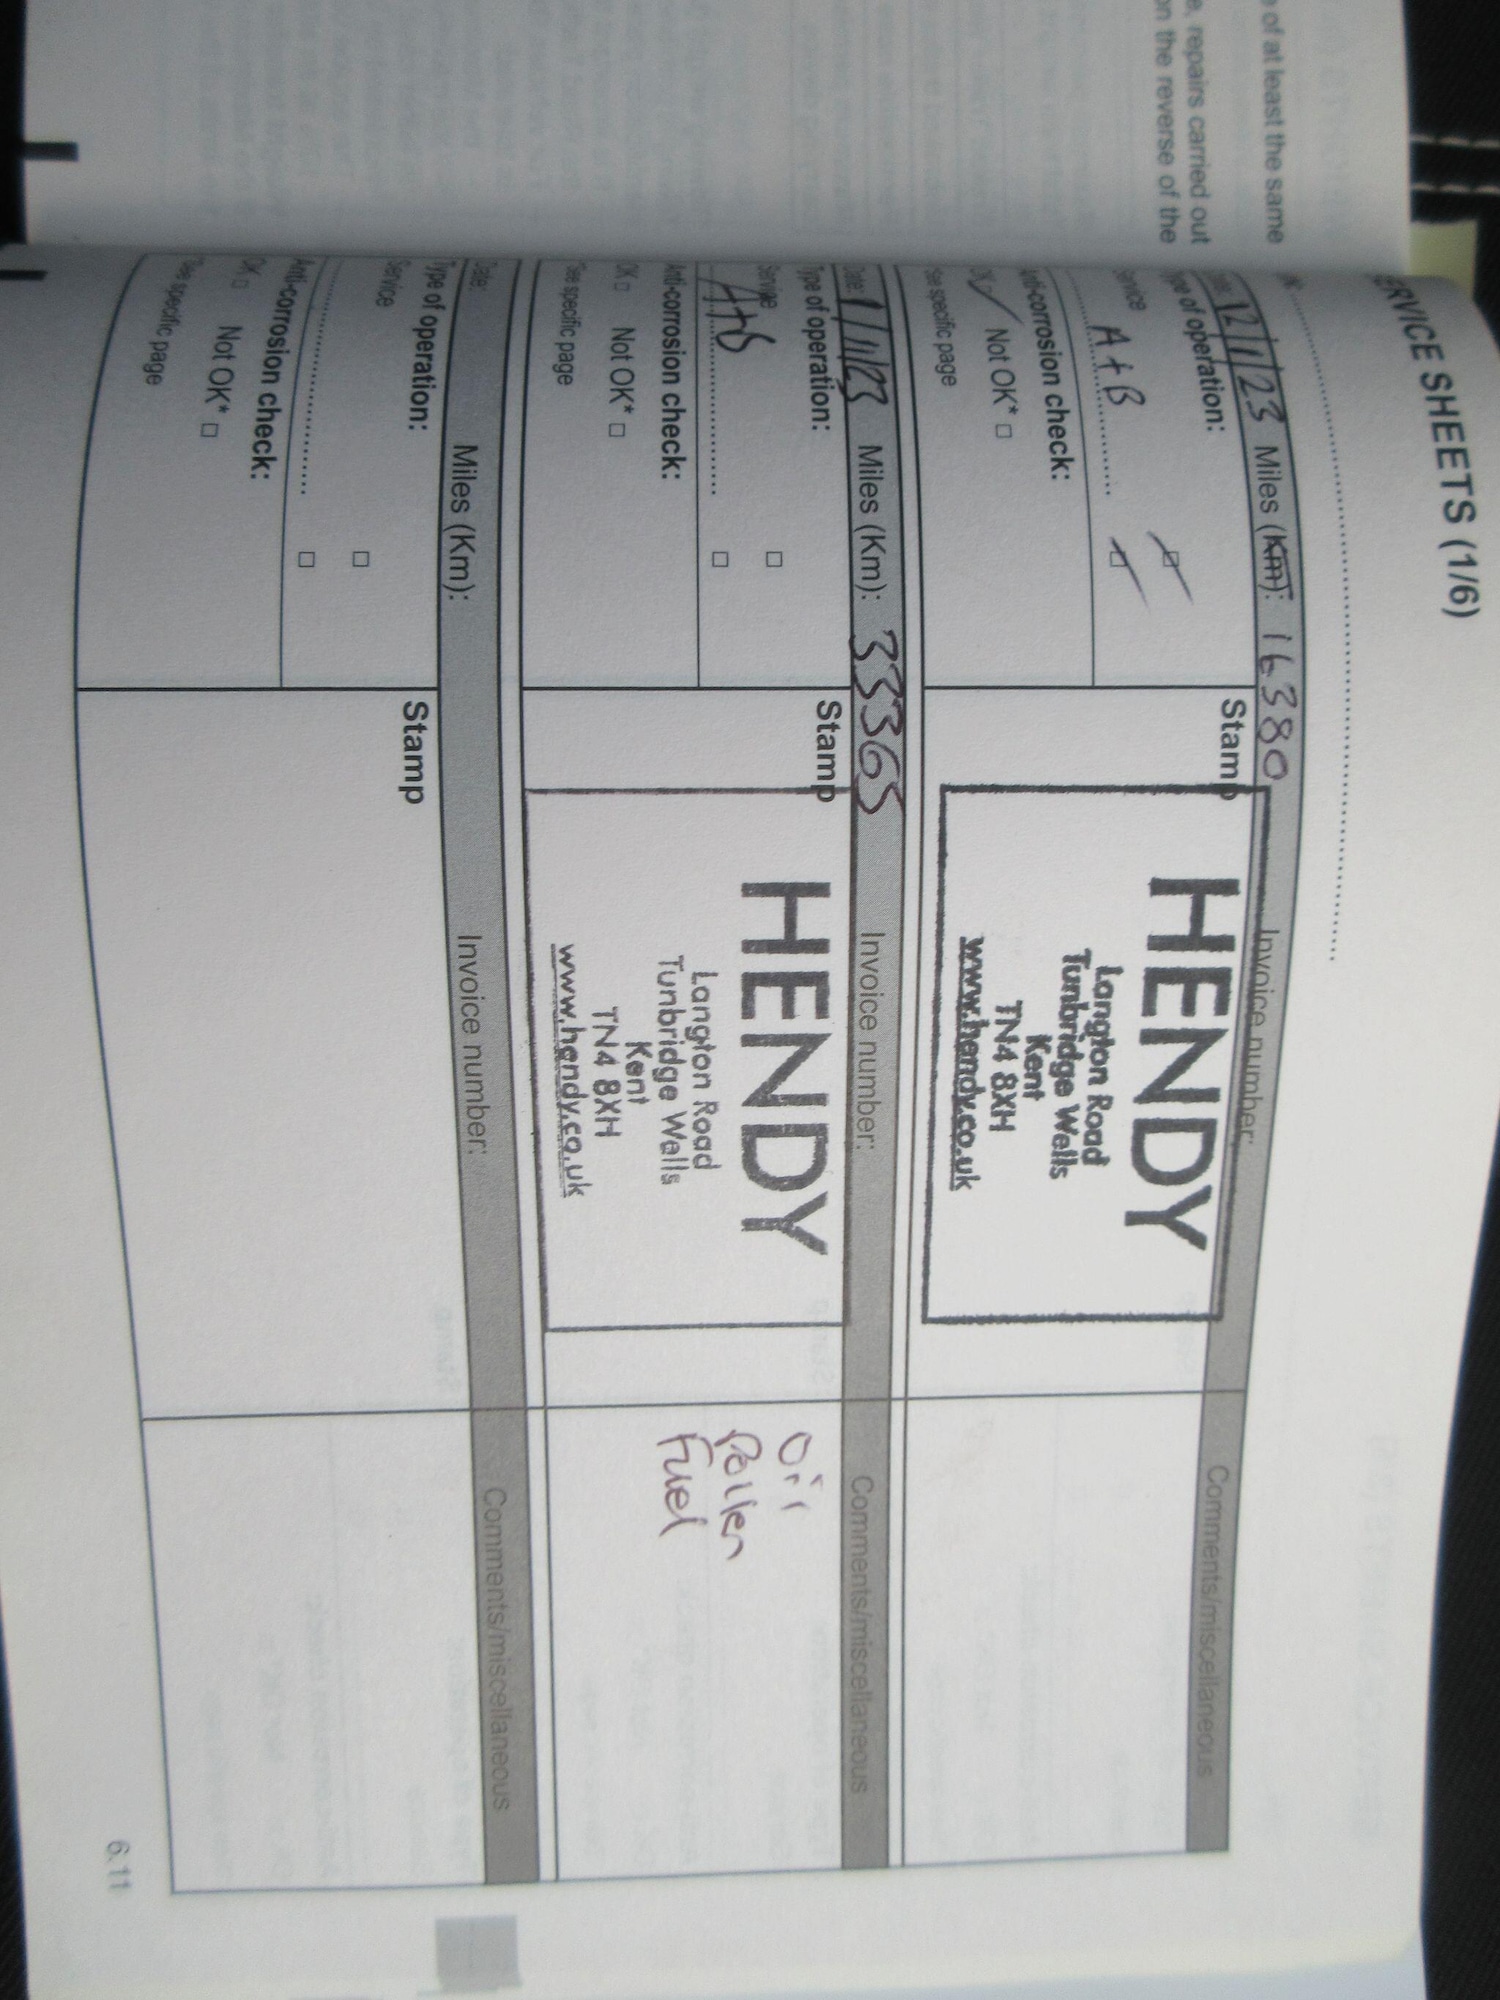 of at least the same
e, repairs carried out
on the reverse of the
SERVICE SHEETS (1/6)
12/1/23 Miles (Km): 16380 Invoice number: Comments/miscellaneous
Type of operation:
Stamp
Service
A+B
Anti-corrosion check:
OK ✓ Not OK* □
See specific page
HENDY
Langton Road
Tunbridge Wells
Kent
TN4 8XH
www.hendy.co.uk
Date: 1/11/23 Miles (Km): 33365 Invoice number: Comments/miscellaneous
Type of operation:
Stamp
Service □
A+B □
Anti-corrosion check:
OK □ Not OK* □
See specific page
HENDY
Langton Road
Tunbridge Wells
Kent
TN4 8XH
www.hendy.co.uk
Oil
Pollen
Fuel
Date: Miles (Km): Invoice number: Comments/miscellaneous
Type of operation:
Stamp
Service □
□
Anti-corrosion check:
OK □ Not OK* □
See specific page
6.11